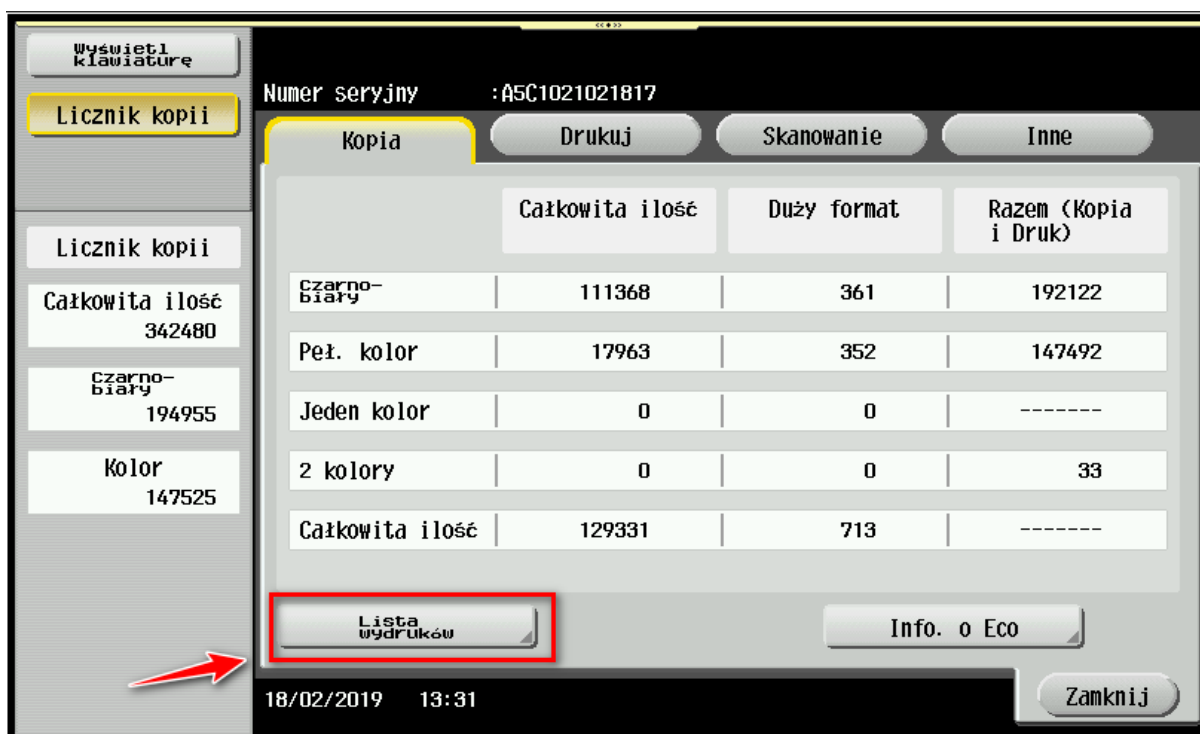 Wyświetl
klawiaturę
Licznik kopii
Licznik kopii
Całkowita ilość
342480
Czarno-
biały
194955
Kolor
147525
Numer seryjny :A5C1021021817
Kopia Drukuj Skanowanie Inne
Całkowita ilość Duży format Razem (Kopia
i Druk)
Czarno-
biały 111368 361 192122
Peł. kolor 17963 352 147492
Jeden kolor 0 0 -------
2 kolory 0 0 33
Całkowita ilość 129331 713 -------
Lista
wydruków
Info. o Eco
18/02/2019 13:31
Zamknij